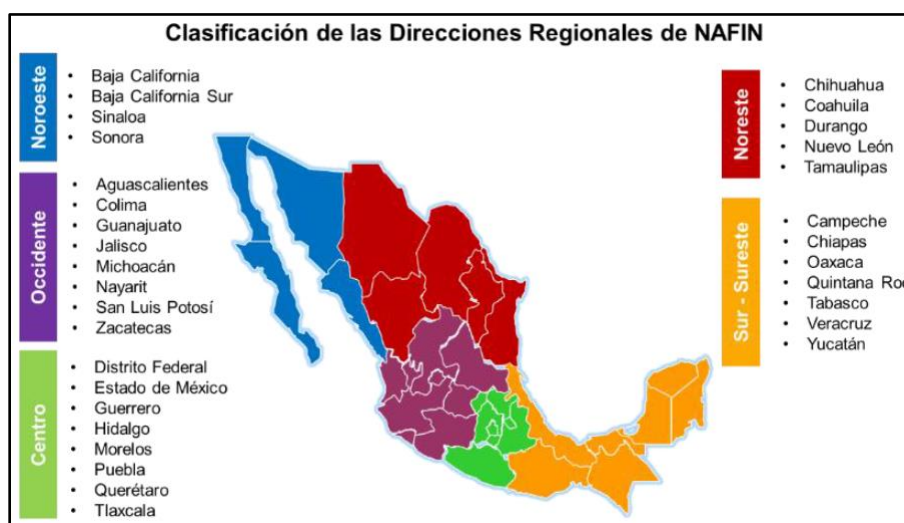 Clasificación de las Direcciones Regionales de NAFIN
Noroeste
• Baja California
• Baja California Sur
• Sinaloa
• Sonora
Occidente
• Aguascalientes
• Colima
• Guanajuato
• Jalisco
• Michoacán
• Nayarit
• San Luis Potosí
• Zacatecas
Centro
• Distrito Federal
• Estado de México
• Guerrero
• Hidalgo
• Morelos
• Puebla
• Querétaro
• Tlaxcala
Noreste
• Chihuahua
• Coahuila
• Durango
• Nuevo León
• Tamaulipas
Sur - Sureste
• Campeche
• Chiapas
• Oaxaca
• Quintana Roo
• Tabasco
• Veracruz
• Yucatán